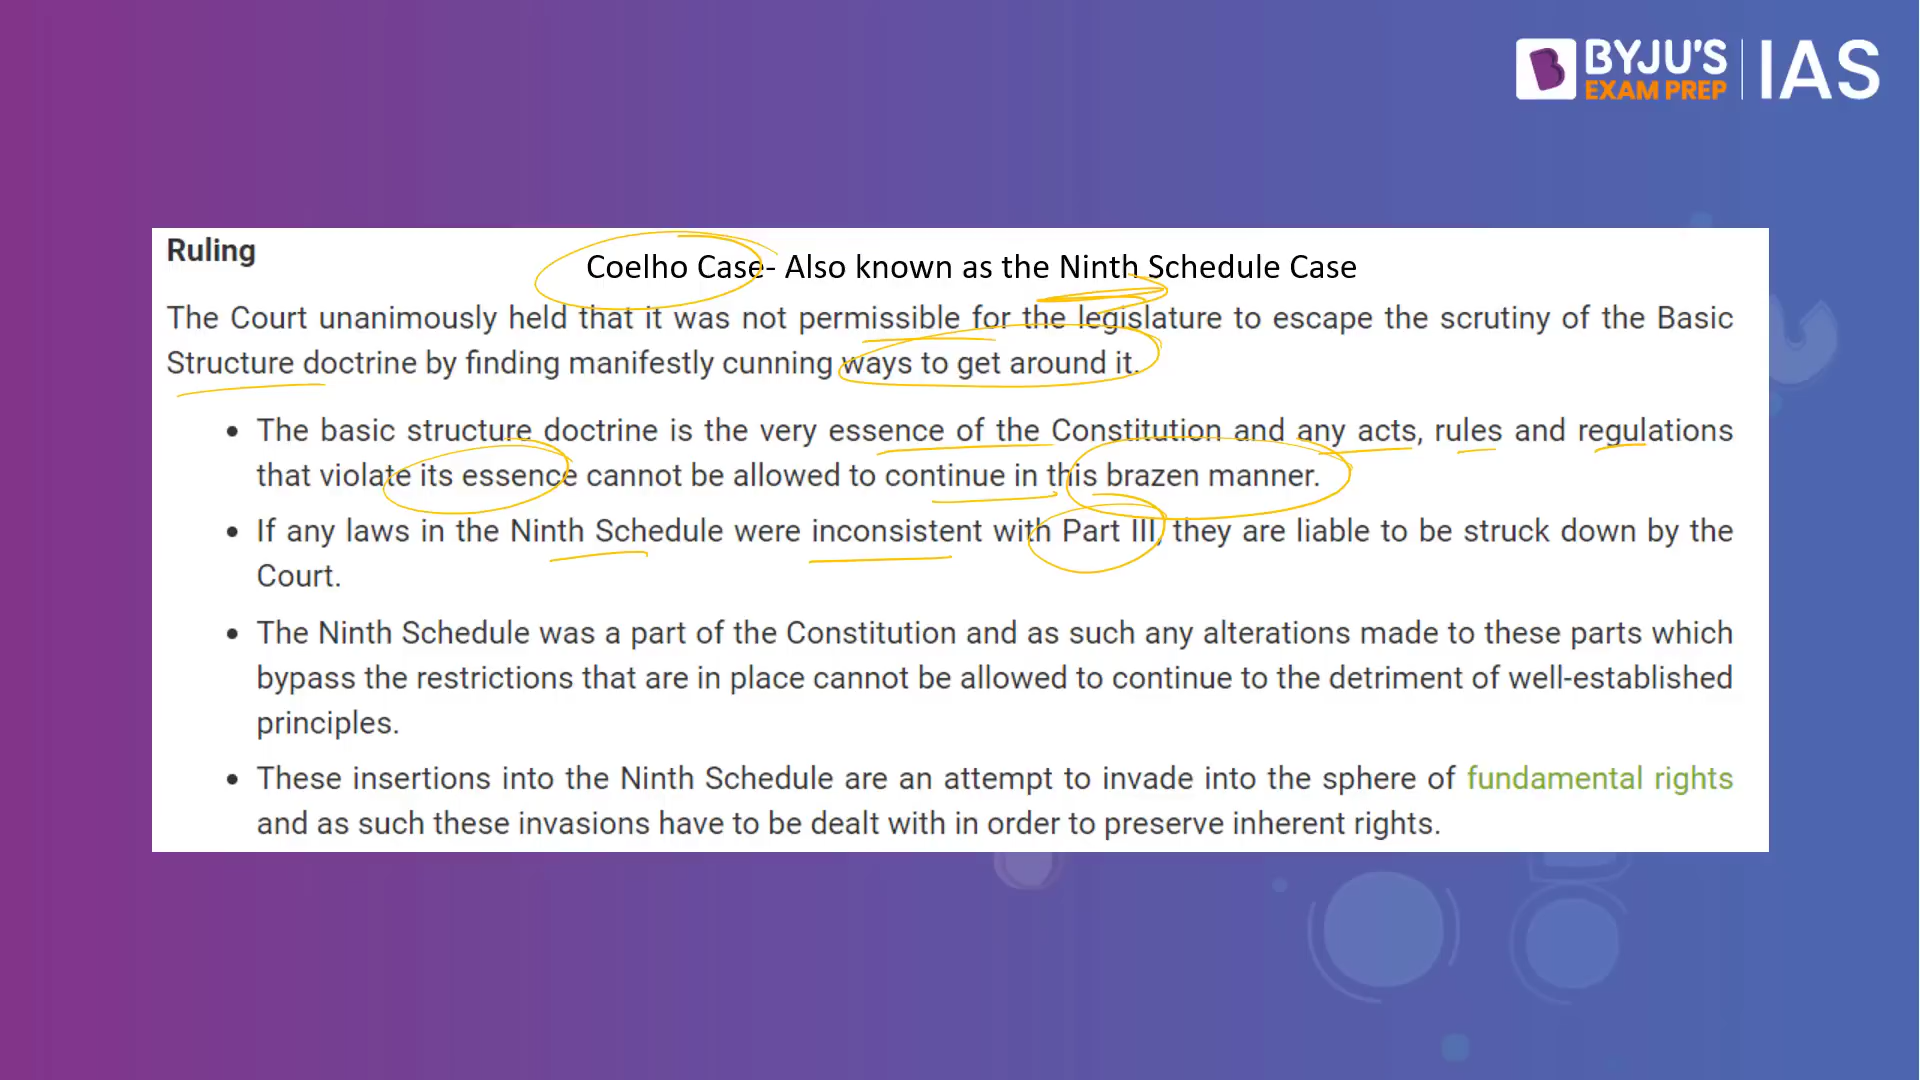 BYJU'S
EXAM PREP
IAS
Ruling
Coelho Case- Also known as the Ninth Schedule Case
The Court unanimously held that it was not permissible for the legislature to escape the scrutiny of the Basic
Structure doctrine by finding manifestly cunning ways to get around it.
• The basic structure doctrine is the very essence of the Constitution and any acts, rules and regulations
that violate its essence cannot be allowed to continue in this brazen manner.
• If any laws in the Ninth Schedule were inconsistent with Part III, they are liable to be struck down by the
Court.
• The Ninth Schedule was a part of the Constitution and as such any alterations made to these parts which
bypass the restrictions that are in place cannot be allowed to continue to the detriment of well-established
principles.
• These insertions into the Ninth Schedule are an attempt to invade into the sphere of fundamental rights
and as such these invasions have to be dealt with in order to preserve inherent rights.